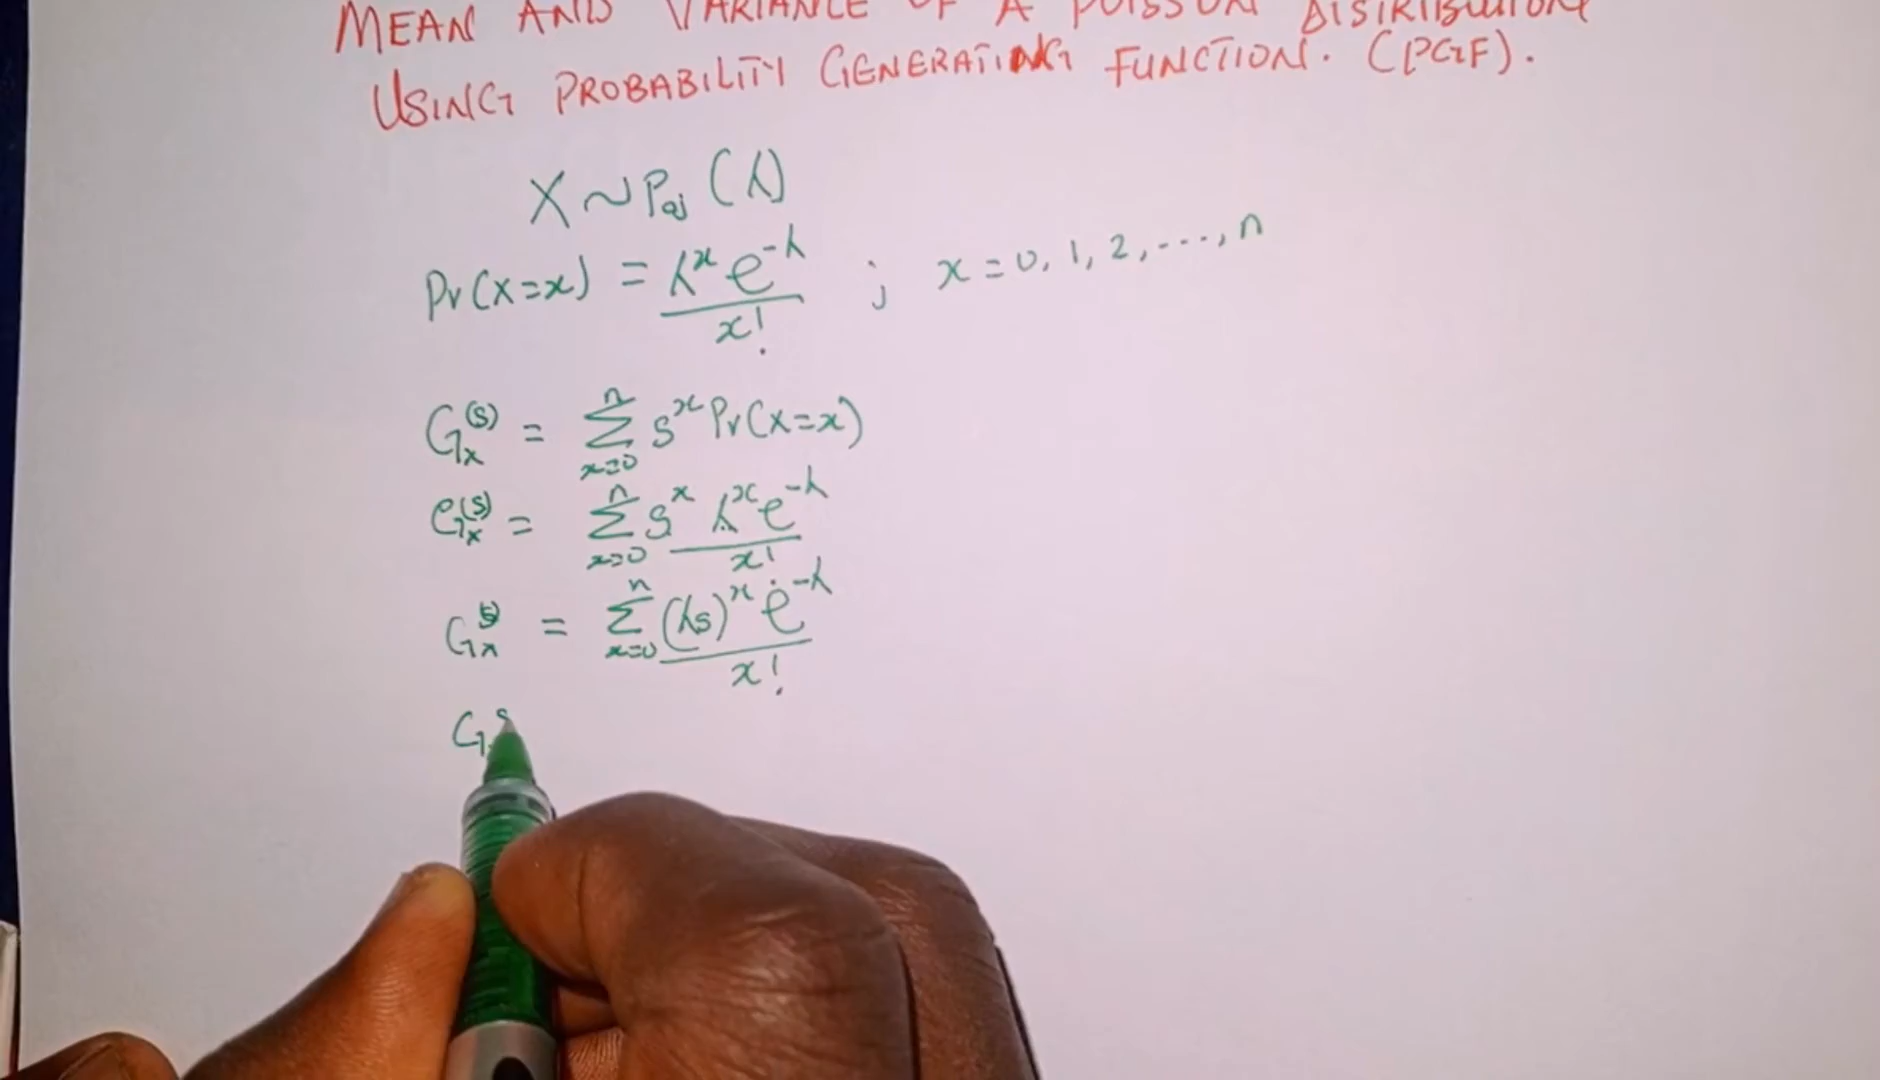 MEAN AND VARIANCE OF A POISSON DISTRIBUTION
USING PROBABILITY GENERATING FUNCTION. (PGF).
X ~ Poi (λ)
Pr(X=x) = λ^x e^-λ / x! ; x = 0, 1, 2, ..., n
G_x(s) = Σ_{x=0}^{n} s^x Pr(X=x)
G_x(s) = Σ_{x=0}^{n} s^x λ^x e^-λ / x!
G_x(s) = Σ_{x=0}^{n} (λs)^x e^-λ / x!
G